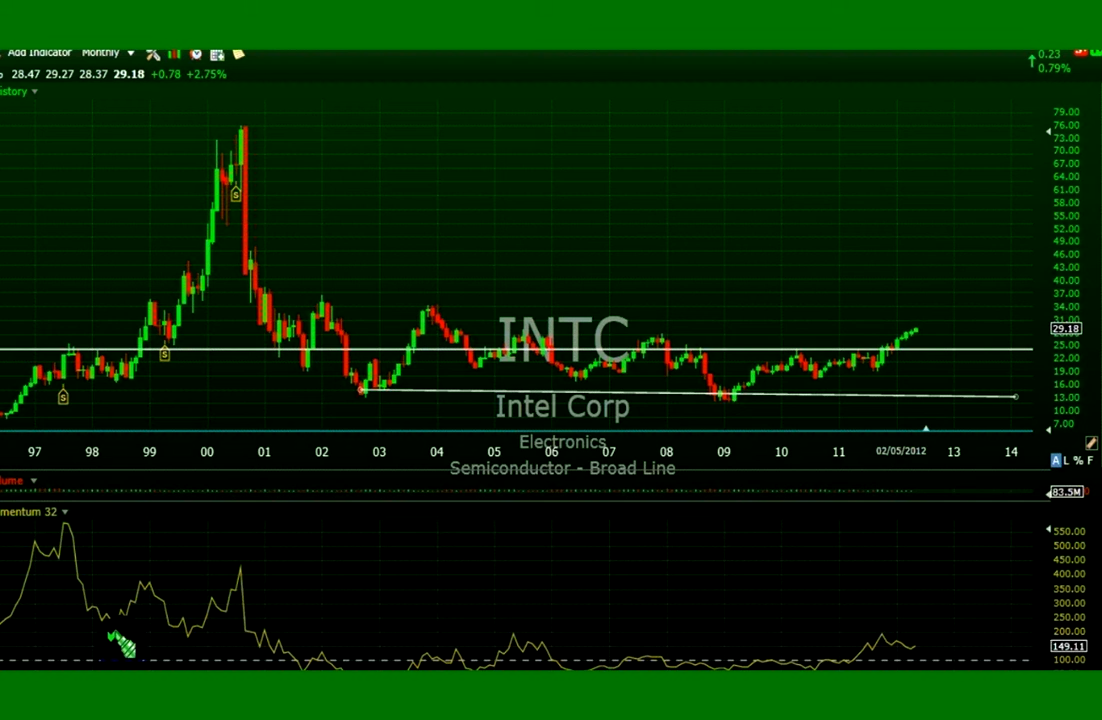 Add Indicator Monthly
28.47 29.27 28.37 29.18 +0.78 +2.75%
0.23
0.79%
istory
79.00
76.00
73.00
70.00
67.00
64.00
61.00
58.00
55.00
52.00
49.00
46.00
43.00
40.00
37.00
34.00
31.00
29.18
25.00
22.00
19.00
16.00
13.00
10.00
7.00
S
S
S
INTC
Intel Corp
Electronics
Semiconductor - Broad Line
97 98 99 00 01 02 03 04 05 06 07 08 09 10 11 02/05/2012 13 14
A L % F
lume
83.5M
mentum 32
550.00
500.00
450.00
400.00
350.00
300.00
250.00
200.00
149.11
100.00